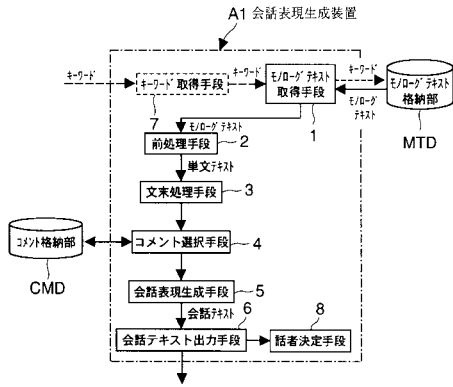 A1 会話表現生成装置
キーワード
キーワード取得手段
キーワード
モノローグテキスト
取得手段
キーワード
モノローグ
テキスト
モノローグテキスト
格納部
MTD
7
1
モノローグテキスト
前処理手段
2
単文テキスト
文末処理手段
3
コメント格納部
CMD
コメント選択手段
4
会話表現生成手段
5
会話テキスト
6
会話テキスト出力手段
8
話者決定手段